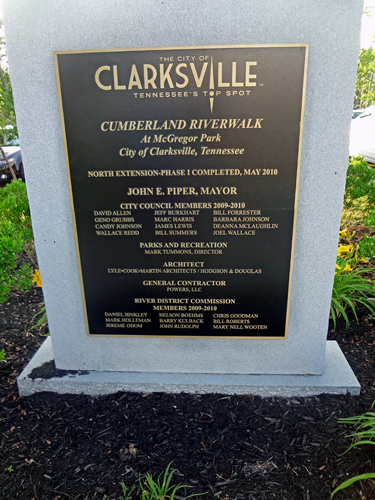 THE CITY OF
CLARKSVILLE
TENNESSEE'S TOP SPOT
CUMBERLAND RIVERWALK
At McGregor Park
City of Clarksville, Tennessee
NORTH EXTENSION-PHASE I COMPLETED, MAY 2010
JOHN E. PIPER, MAYOR
CITY COUNCIL MEMBERS 2009-2010
DAVID ALLEN JEFF BURKHART BILL FORRESTER
GENO GRUBBS MARC HARRIS BARBARA JOHNSON
CANDY JOHNSON JAMES LEWIS DEANNA MCLAUGHLIN
WALLACE REDD BILL SUMMERS JOEL WALLACE
PARKS AND RECREATION
MARK TUMMONS, DIRECTOR
ARCHITECT
LYLE•COOK•MARTIN ARCHITECTS / HODGSON & DOUGLAS
GENERAL CONTRACTOR
POWERS, LLC
RIVER DISTRICT COMMISSION
MEMBERS 2009-2010
DANIEL BINKLEY NELSON BOEHMS CHRIS GOODMAN
MARK HOLLEMAN BARRY KULBACK BILL ROBERTS
JEREME ODOM JOHN RUDOLPH MARY NELL WOOTEN